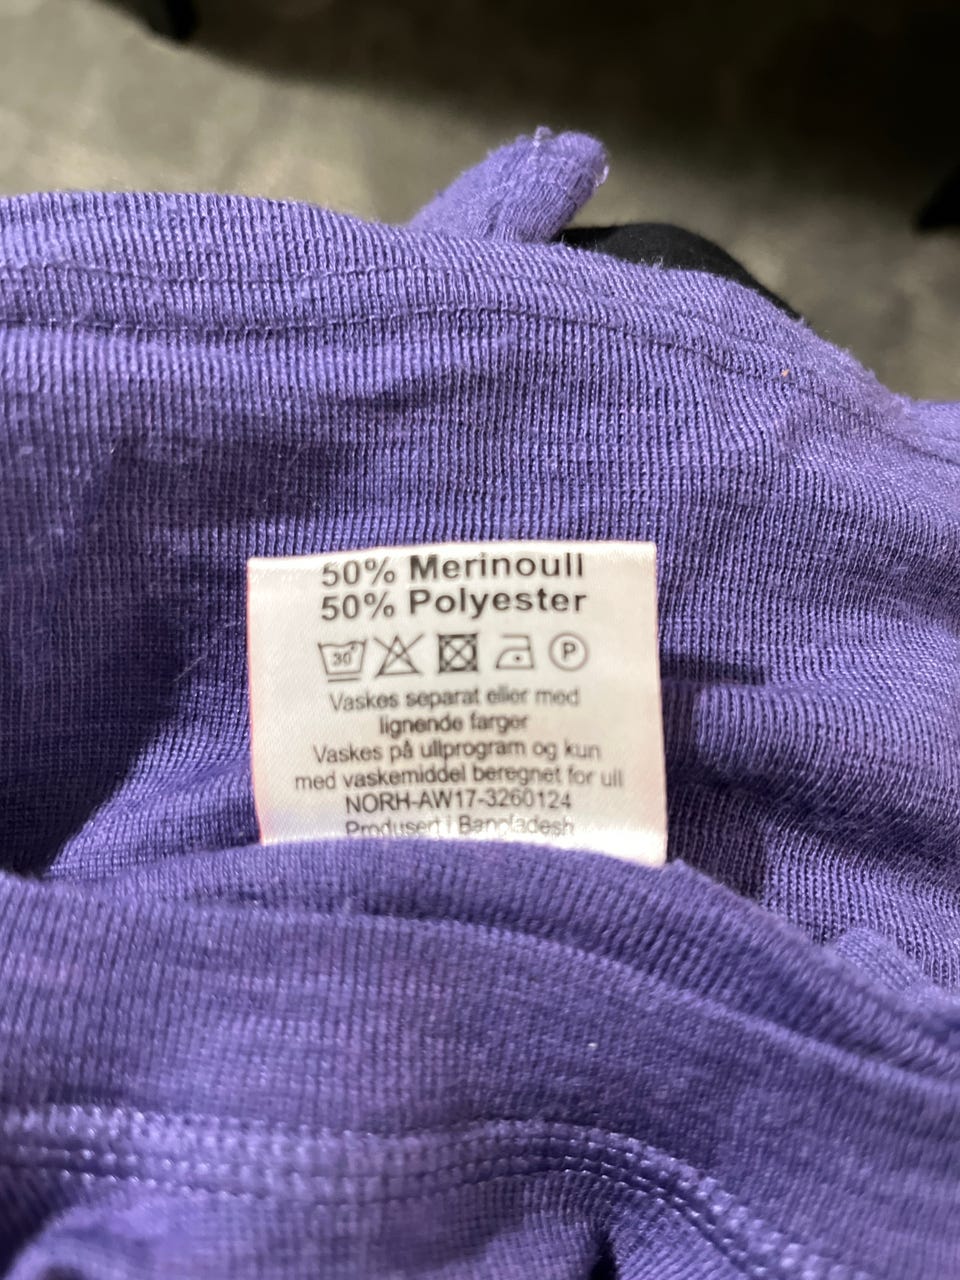 50% Merinoull
50% Polyester
30 P
Vaskes separat eller med
lignende farger
Vaskes på ullprogram og kun
med vaskemiddel beregnet for ull
NORH-AW17-3260124
Produsert i Bangladesh